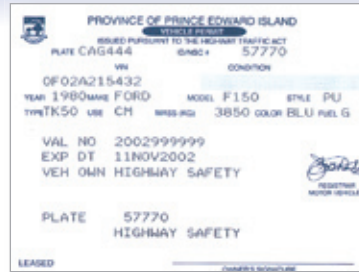 PROVINCE OF PRINCE EDWARD ISLAND
VEHICLE PERMIT
ISSUED PURSUANT TO THE HIGHWAY TRAFFIC ACT
PLATE CAG444 57770
VIN CONDITION
0F02A215432
YEAR 1980 MAKE FORD MODEL F150 STYLE PU
TYPE TK50 USE CM MASS (KG) 3850 COLOR BLU FUEL G
VAL NO 2002999999
EXP DT 11NOV2002
VEH OWN HIGHWAY SAFETY
REGISTRAR
MOTOR VEHICLES
PLATE 57770
HIGHWAY SAFETY
LEASED
OWNER'S SIGNATURE